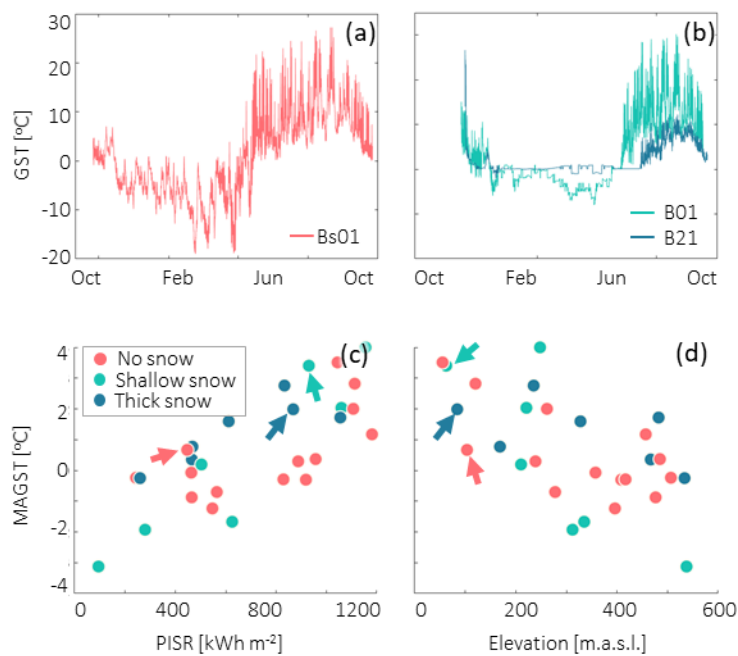 (a)
(b)
30
20
10
0
-10
-20
GST [ºC]
Bs01
B01
B21
Oct Feb Jun Oct
Oct Feb Jun Oct
No snow
Shallow snow
Thick snow
(c)
(d)
4
2
0
-2
-4
MAGST [ºC]
0 400 800 1200
0 200 400 600
PISR [kWh m⁻²]
Elevation [m.a.s.l.]